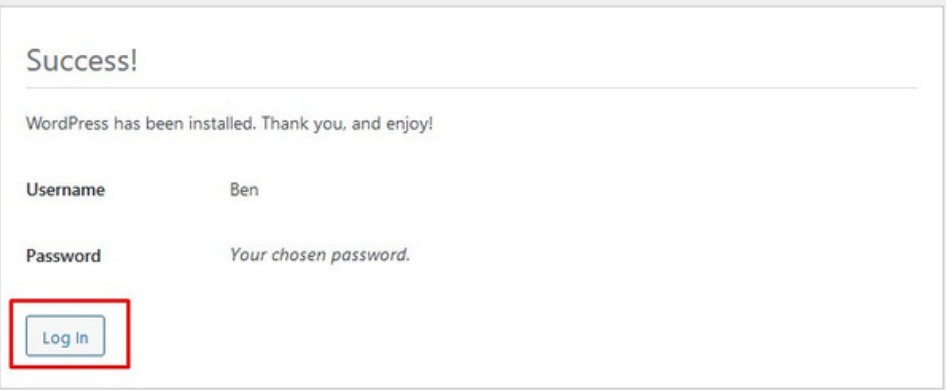 Success!
WordPress has been installed. Thank you, and enjoy!
Username Ben
Password Your chosen password.
Log In